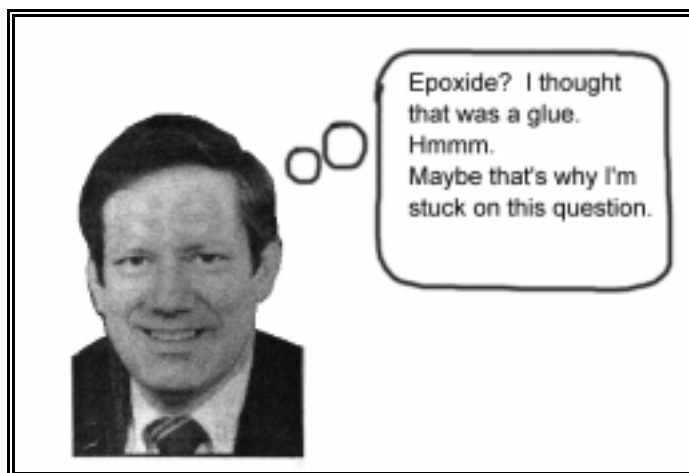 Epoxide?  I thought
that was a glue.
Hmmm.
Maybe that's why I'm
stuck on this question.